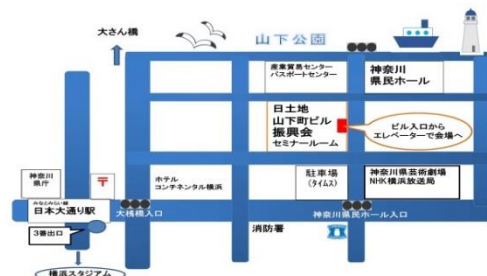 大さん橋
山下公園
産業貿易センター
パスポートセンター
神奈川
県民ホール
日土地
山下町ビル
振興会
セミナールーム
ビル入口から
エレベーターで会場へ
神奈川
県庁
〒
ホテル
コンチネンタル横浜
駐車場
(タイムズ)
神奈川県芸術劇場
NHK横浜放送局
みなとみらい線
日本大通り駅
大桟橋入口
神奈川県民ホール入口
3番出口
消防署
横浜スタジアム